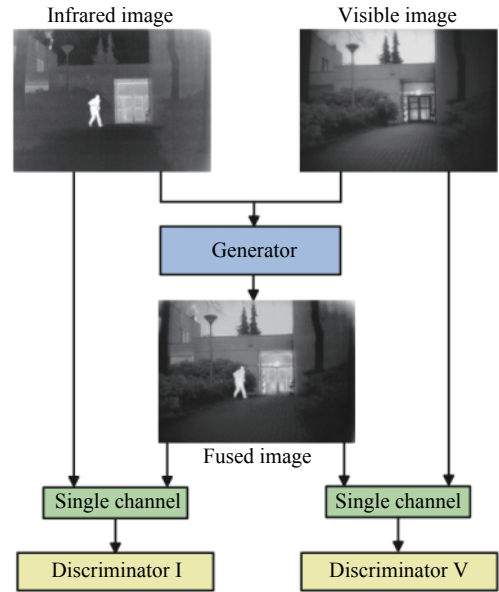 Infrared image
Visible image
Generator
Fused image
Single channel
Single channel
Discriminator I
Discriminator V